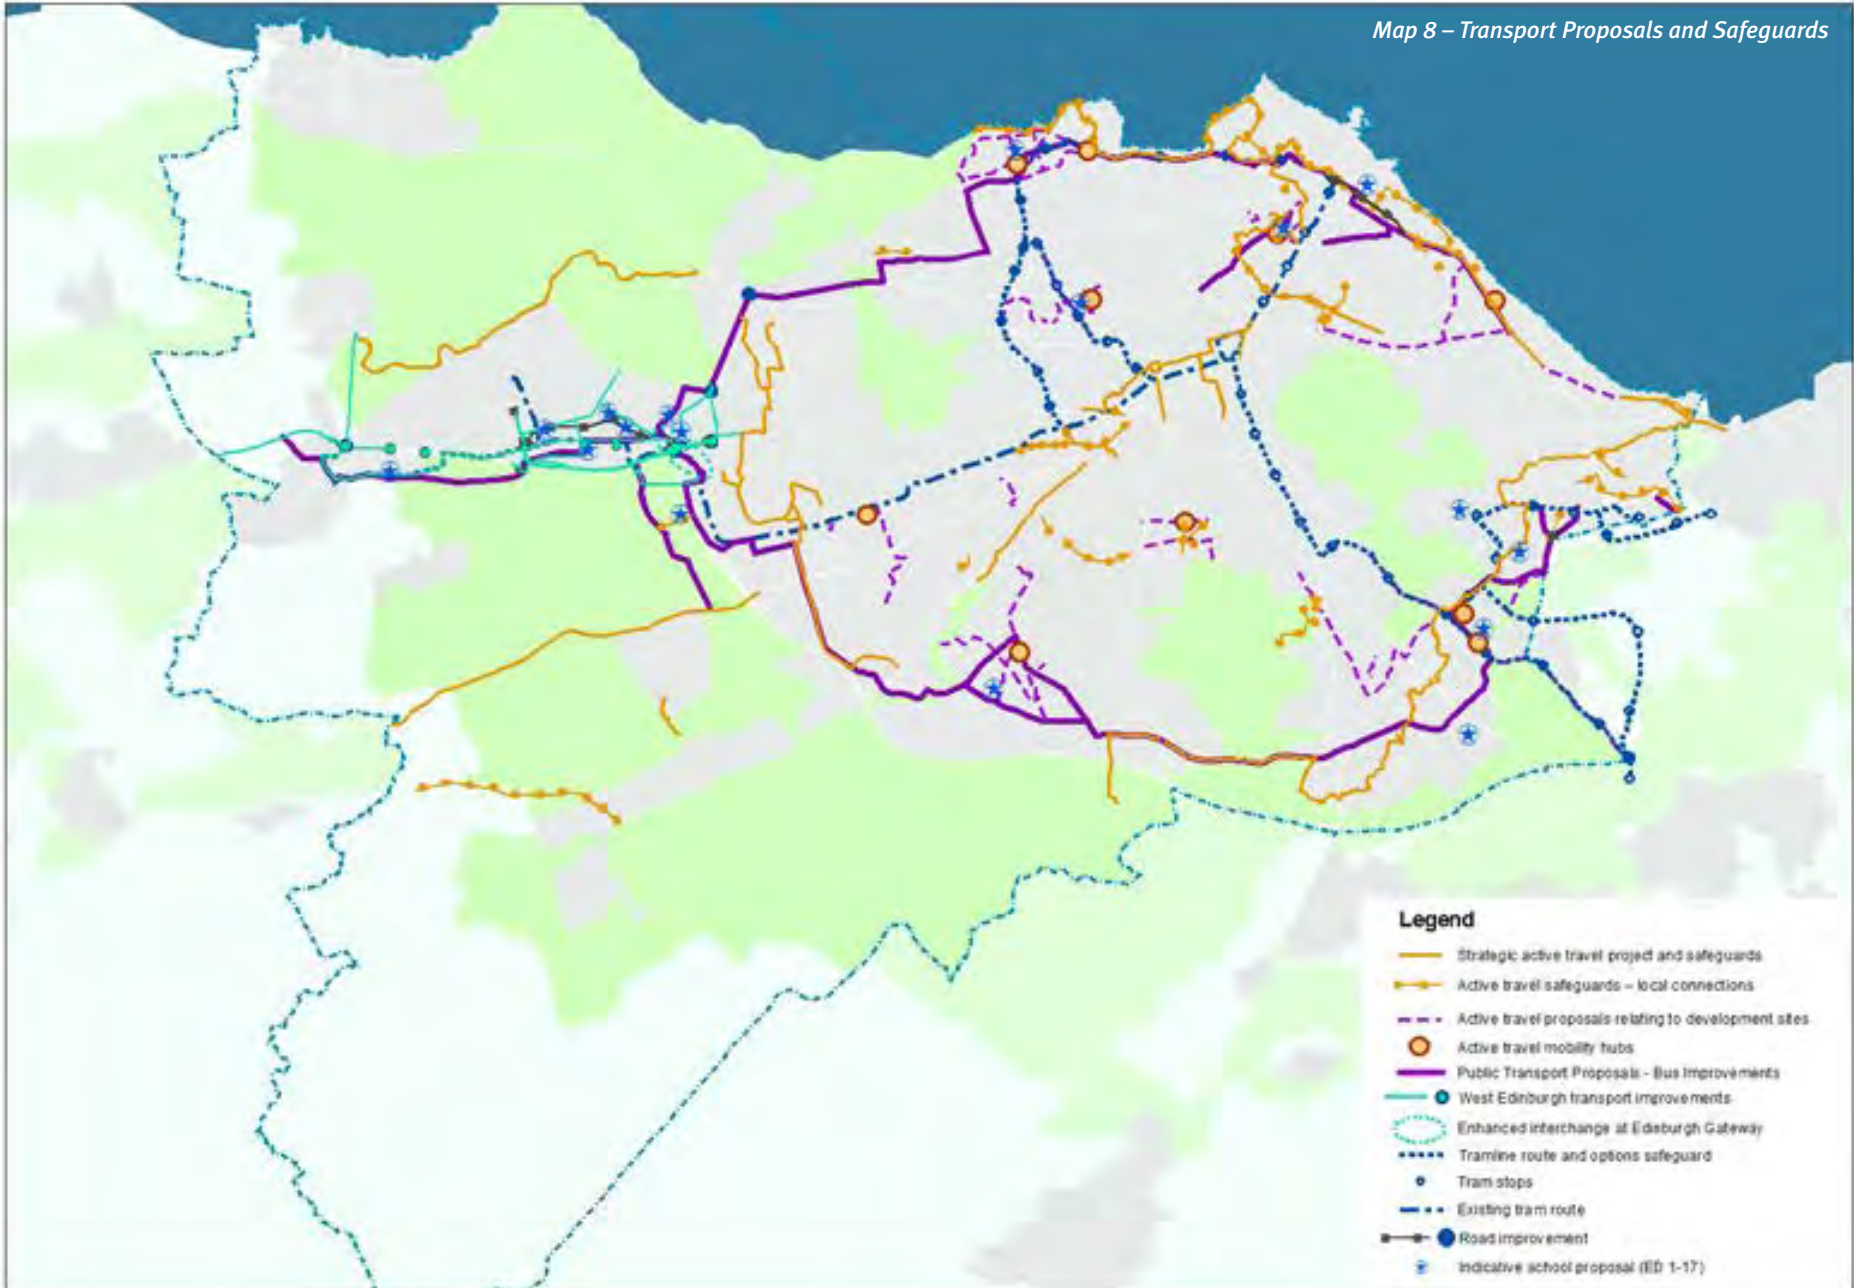 Map 8 – Transport Proposals and Safeguards
Legend
Strategic active travel project and safeguards
Active travel safeguards – local connections
Active travel proposals relating to development sites
Active travel mobility hubs
Public Transport Proposals - Bus Improvements
West Edinburgh transport improvements
Enhanced interchange at Edinburgh Gateway
Tramline route and options safeguard
Tram stops
Existing tram route
Road improvement
Indicative school proposal (ED 1-17)